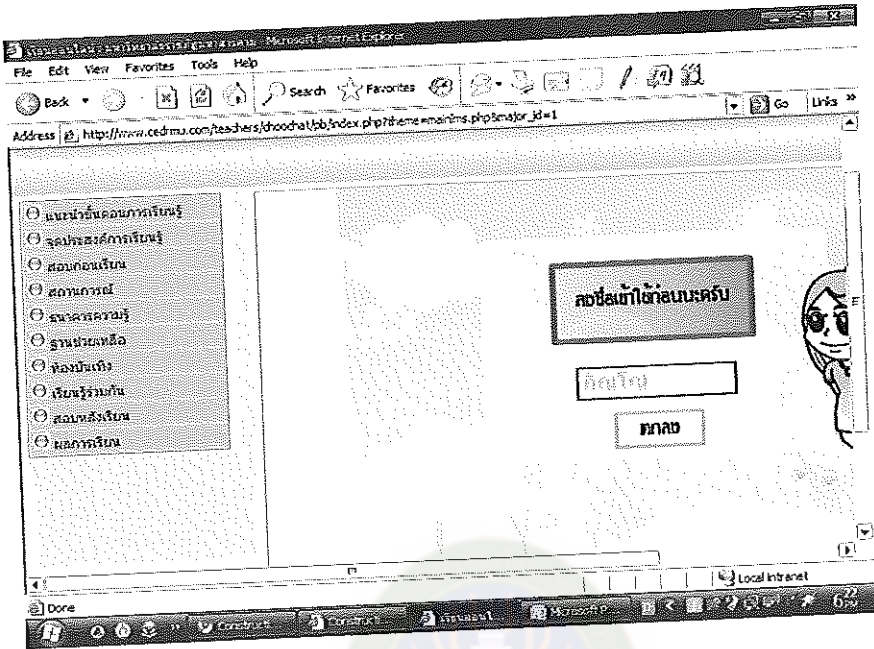 Microsoft Internet Explorer
File Edit View Favorites Tools Help
Back Search Favorites
Address http://www.cedrmu.com/teachers/choochat/pb/index.php?theme=mainlms.php&major_id=1 Go Links »
แนะนำขั้นตอนการเรียนรู้
จุดประสงค์การเรียนรู้
สอบก่อนเรียน
สถานการณ์
ธนาคารความรู้
ฐานช่วยเหลือ
ห้องบันเทิง
เรียนรู้ร่วมกัน
สอบหลังเรียน
ผลการเรียน
ลงชื่อเข้าใช้ก่อนนะครับ
ตกลง
Done Local intranet
Construct Construct Microsoft P...